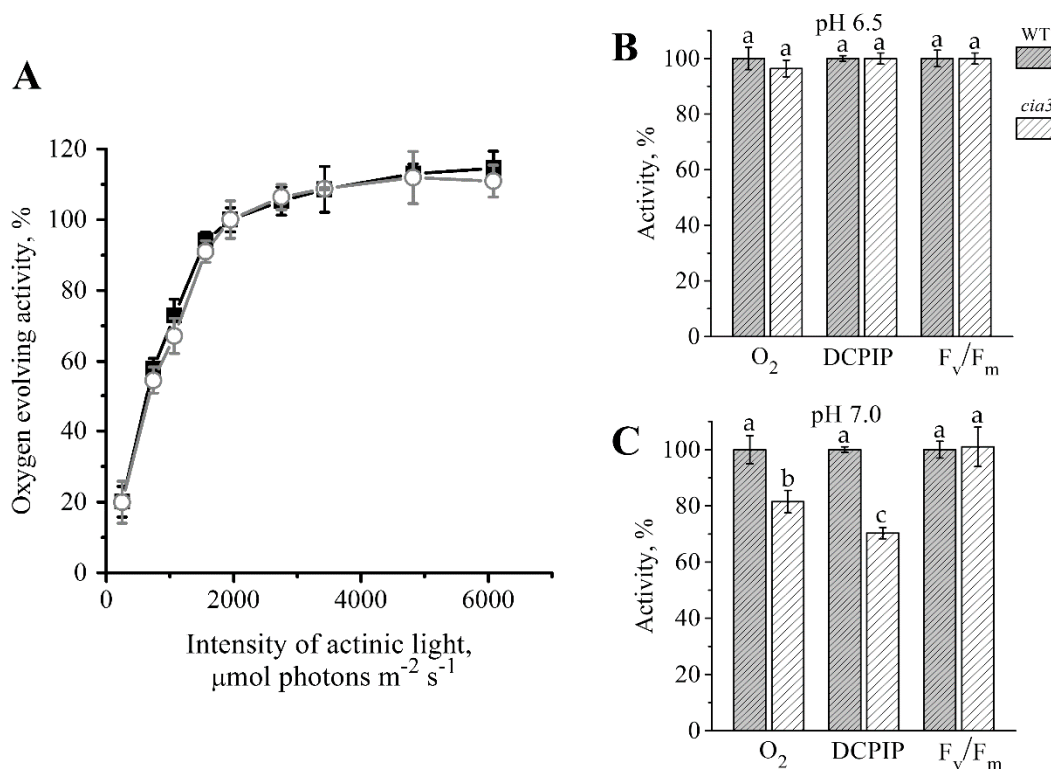 A
120
100
80
60
40
20
0
Oxygen evolving activity, %
0 2000 4000 6000
Intensity of actinic light,
μmol photons m⁻² s⁻¹
B
pH 6.5
WT
cia3
a a a a a a
100
80
60
40
20
0
Activity, %
O₂ DCPIP Fᵥ/Fₘ
C
pH 7.0
a b a c a a
100
80
60
40
20
0
Activity, %
O₂ DCPIP Fᵥ/Fₘ